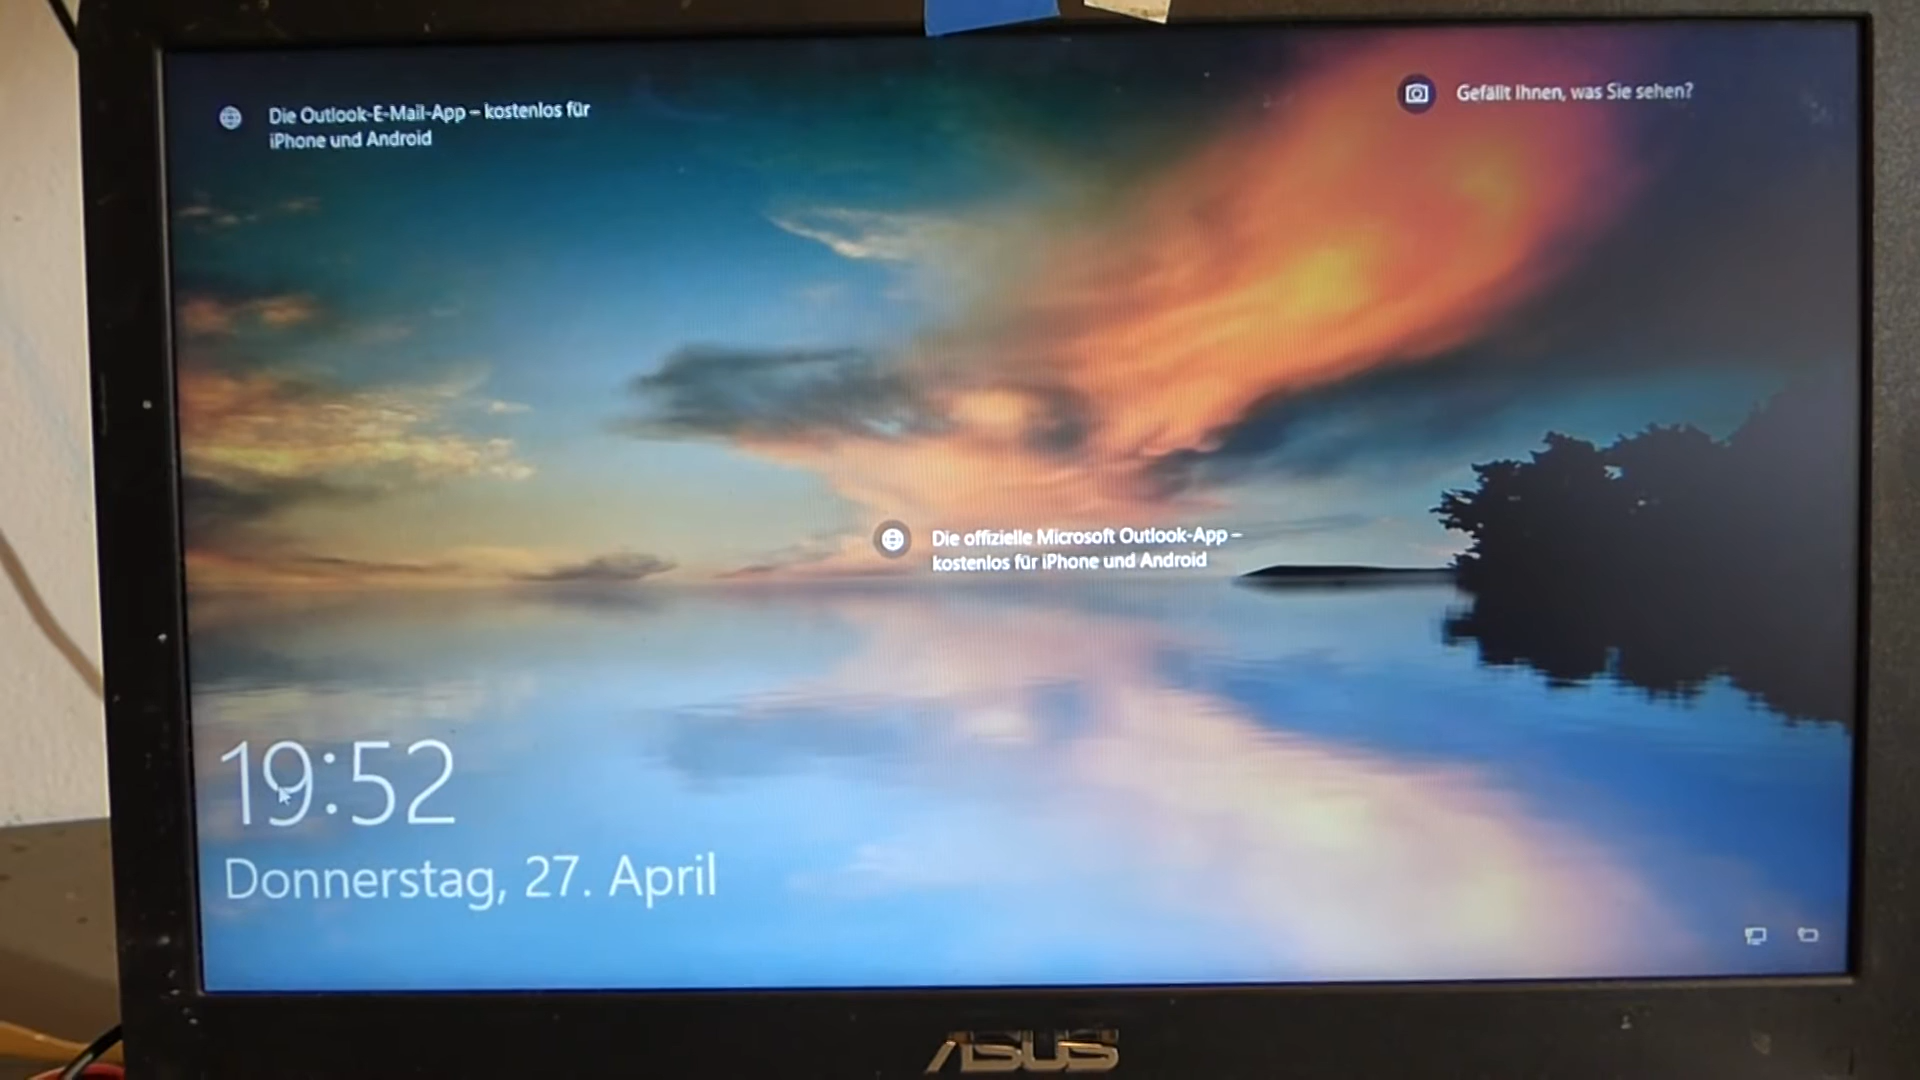 Die Outlook-E-Mail-App – kostenlos für
iPhone und Android
Gefällt Ihnen, was Sie sehen?
Die offizielle Microsoft Outlook-App –
kostenlos für iPhone und Android
19:52
Donnerstag, 27. April
ASUS